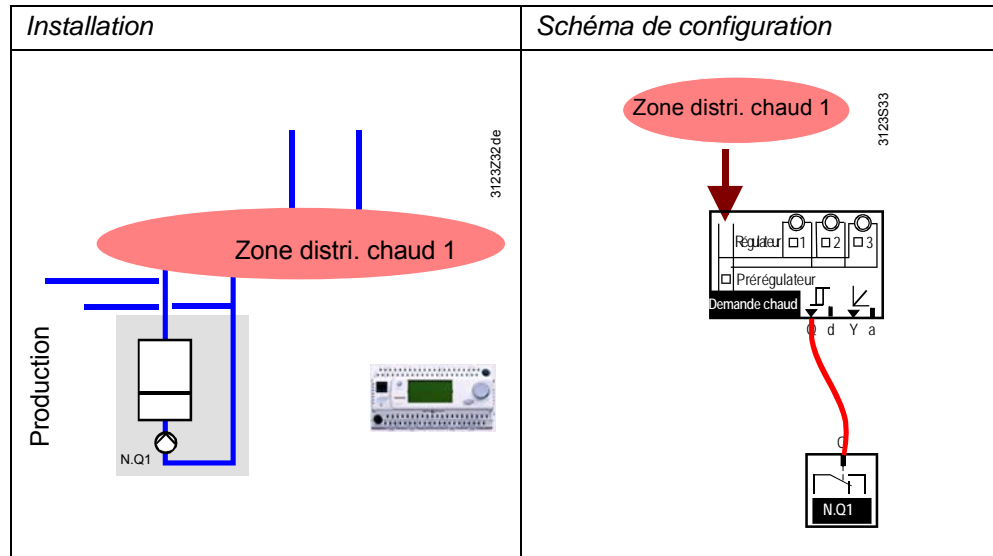 Installation
Schéma de configuration
3123Z32de
Zone distri. chaud 1
Production
N.Q1
Zone distri. chaud 1
3123S33
Régulateur 1 2 3
Prérégulateur
Demande chaud
Q d Y a
Q
N.Q1